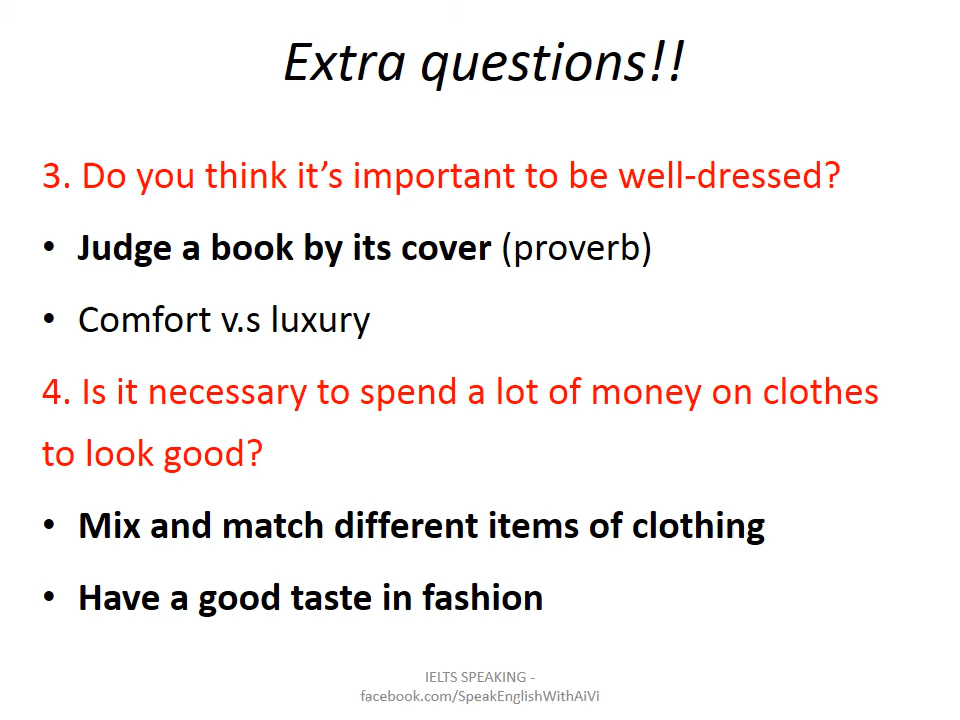 Extra questions!!
3. Do you think it’s important to be well-dressed?
• Judge a book by its cover (proverb)
• Comfort v.s luxury
4. Is it necessary to spend a lot of money on clothes
to look good?
• Mix and match different items of clothing
• Have a good taste in fashion
IELTS SPEAKING -
facebook.com/SpeakEnglishWithAiVi